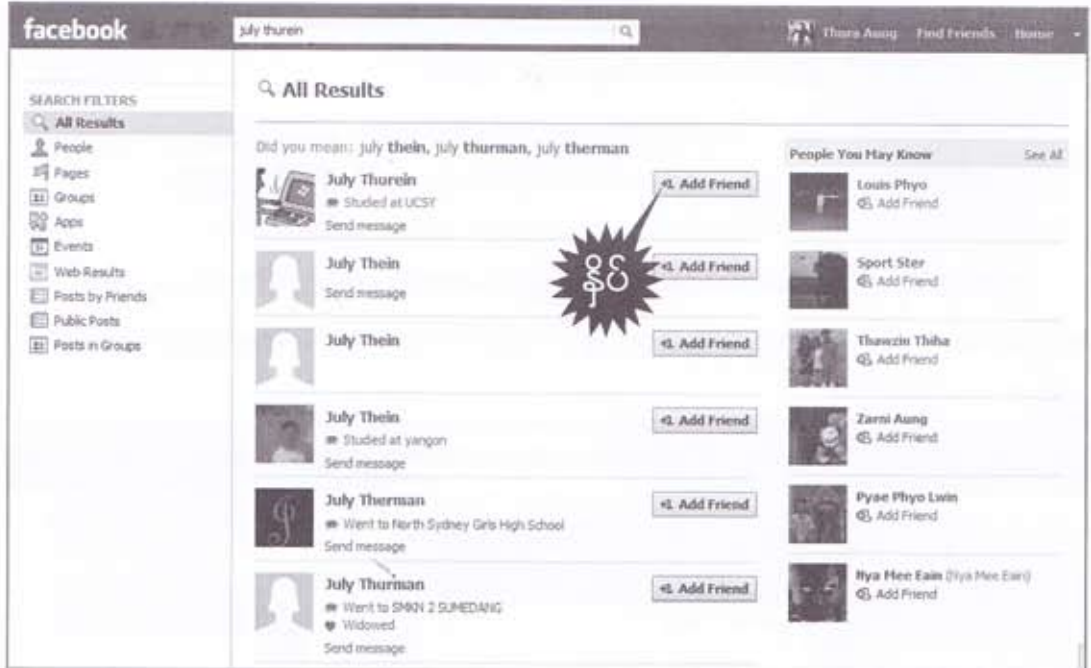 facebook
july thurein
Thura Aung Find Friends Home
SEARCH FILTERS
All Results
People
Pages
Groups
Apps
Events
Web Results
Posts by Friends
Public Posts
Posts in Groups
All Results
Did you mean: july thein, july thurman, july therman
July Thurein
Studied at UCSY
Send message
Add Friend
July Thein
Send message
Add Friend
July Thein
Add Friend
July Thein
Studied at yangon
Send message
Add Friend
July Therman
Went to North Sydney Girls High School
Send message
Add Friend
July Thurman
Went to SMKN 2 SUMEDANG
Widowed
Send message
Add Friend
နှိပ်
People You May Know See All
Louis Phyo
Add Friend
Sport Ster
Add Friend
Thawzin Thiha
Add Friend
Zarni Aung
Add Friend
Pyae Phyo Lwin
Add Friend
Nya Mee Eain (Nya Mee Eain)
Add Friend